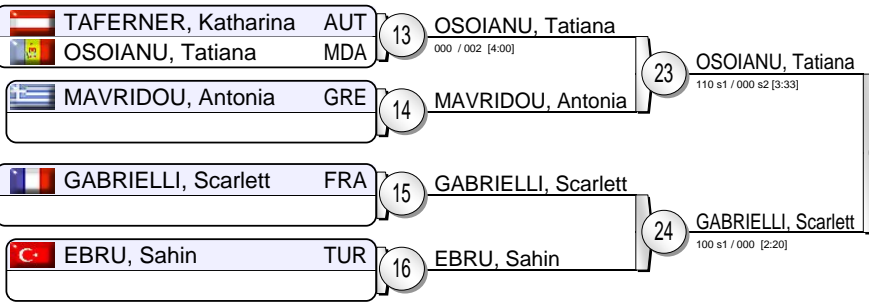 TAFERNER, Katharina AUT
OSOIANU, Tatiana MDA
13
OSOIANU, Tatiana
000 / 002 [4:00]
MAVRIDOU, Antonia GRE
14
MAVRIDOU, Antonia
23
OSOIANU, Tatiana
110 s1 / 000 s2 [3:33]
GABRIELLI, Scarlett FRA
15
GABRIELLI, Scarlett
EBRU, Sahin TUR
16
EBRU, Sahin
24
GABRIELLI, Scarlett
100 s1 / 000 [2:20]